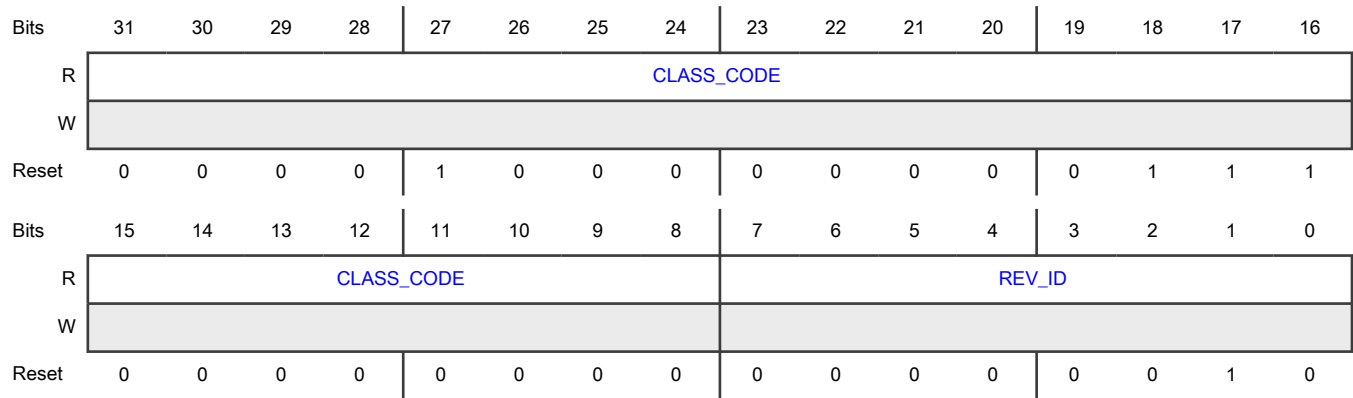 Bits 31 30 29 28 27 26 25 24 23 22 21 20 19 18 17 16
R CLASS_CODE
W
Reset 0 0 0 0 1 0 0 0 0 0 0 0 0 1 1 1
Bits 15 14 13 12 11 10 9 8 7 6 5 4 3 2 1 0
R CLASS_CODE REV_ID
W
Reset 0 0 0 0 0 0 0 0 0 0 0 0 0 0 1 0